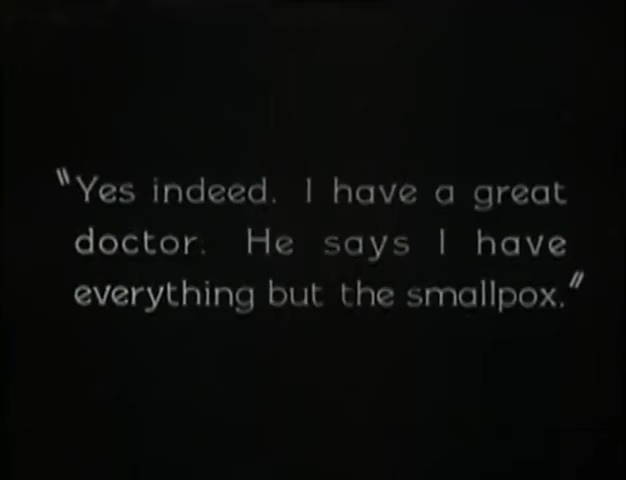 "Yes indeed. I have a great
doctor. He says I have
everything but the smallpox."